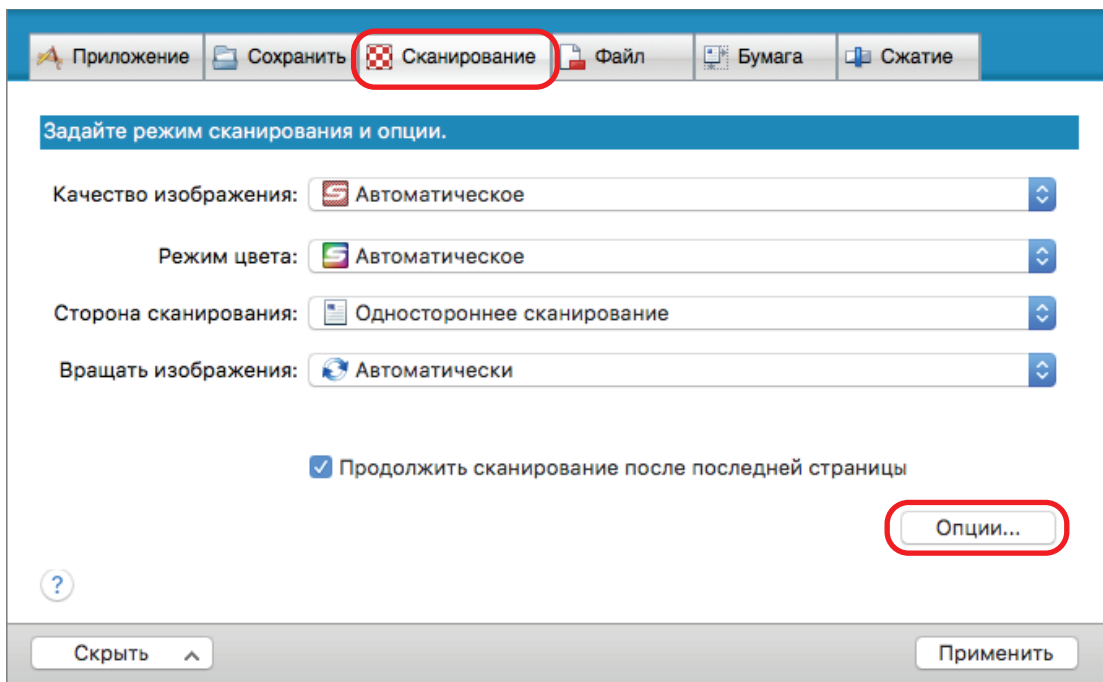 Приложение Сохранить Сканирование Файл Бумага Сжатие
Задайте режим сканирования и опции.
Качество изображения: Автоматическое
Режим цвета: Автоматическое
Сторона сканирования: Одностороннее сканирование
Вращать изображения: Автоматически
Продолжить сканирование после последней страницы
Опции...
?
Скрыть Применить